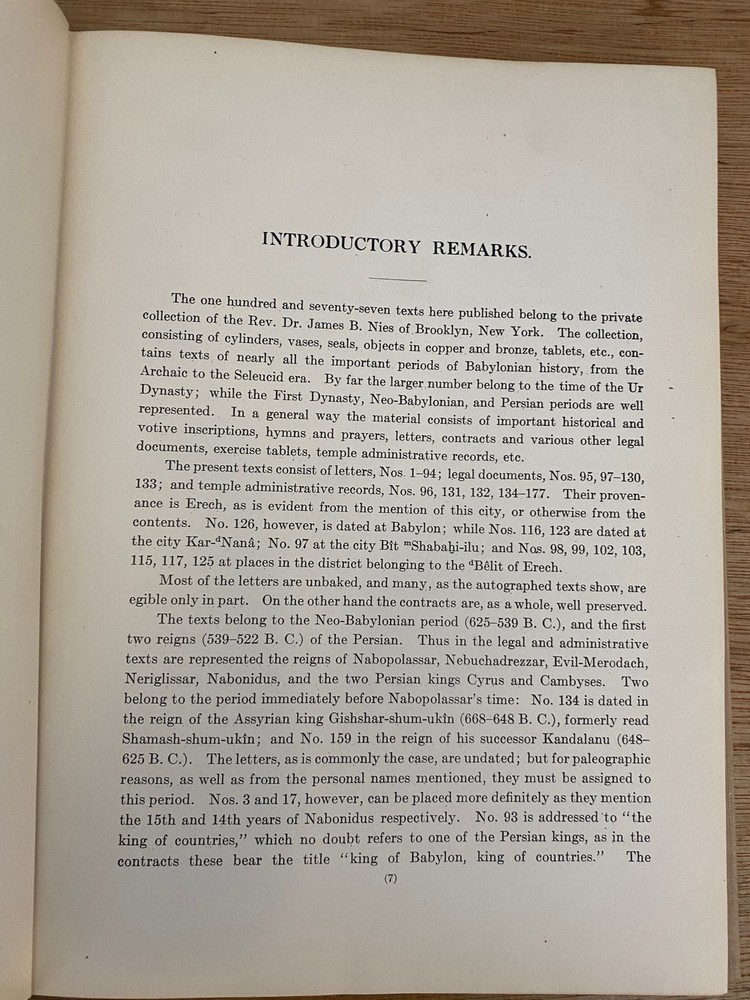 INTRODUCTORY REMARKS.
The one hundred and seventy-seven texts here published belong to the private
collection of the Rev. Dr. James B. Nies of Brooklyn, New York. The collection,
consisting of cylinders, vases, seals, objects in copper and bronze, tablets, etc., con-
tains texts of nearly all the important periods of Babylonian history, from the
Archaic to the Seleucid era. By far the larger number belong to the time of the Ur
Dynasty; while the First Dynasty, Neo-Babylonian, and Persian periods are well
represented. In a general way the material consists of important historical and
votive inscriptions, hymns and prayers, letters, contracts and various other legal
documents, exercise tablets, temple administrative records, etc.
The present texts consist of letters, Nos. 1–94; legal documents, Nos. 95, 97–130,
133; and temple administrative records, Nos. 96, 131, 132, 134–177. Their proven-
ance is Erech, as is evident from the mention of this city, or otherwise from the
contents. No. 126, however, is dated at Babylon; while Nos. 116, 123 are dated at
the city Kar-ᵈNanâ; No. 97 at the city Bît ᵐShabaḫi-ilu; and Nos. 98, 99, 102, 103,
115, 117, 125 at places in the district belonging to the ᵈBêlit of Erech.
Most of the letters are unbaked, and many, as the autographed texts show, are
egible only in part. On the other hand the contracts are, as a whole, well preserved.
The texts belong to the Neo-Babylonian period (625–539 B. C.), and the first
two reigns (539–522 B. C.) of the Persian. Thus in the legal and administrative
texts are represented the reigns of Nabopolassar, Nebuchadrezzar, Evil-Merodach,
Neriglissar, Nabonidus, and the two Persian kings Cyrus and Cambyses. Two
belong to the period immediately before Nabopolassar's time: No. 134 is dated in
the reign of the Assyrian king Gishshar-shum-ukîn (668–648 B. C.), formerly read
Shamash-shum-ukîn; and No. 159 in the reign of his successor Kandalanu (648–
625 B. C.). The letters, as is commonly the case, are undated; but for paleographic
reasons, as well as from the personal names mentioned, they must be assigned to
this period. Nos. 3 and 17, however, can be placed more definitely as they mention
the 15th and 14th years of Nabonidus respectively. No. 93 is addressed to "the
king of countries," which no doubt refers to one of the Persian kings, as in the
contracts these bear the title "king of Babylon, king of countries." The
(7)